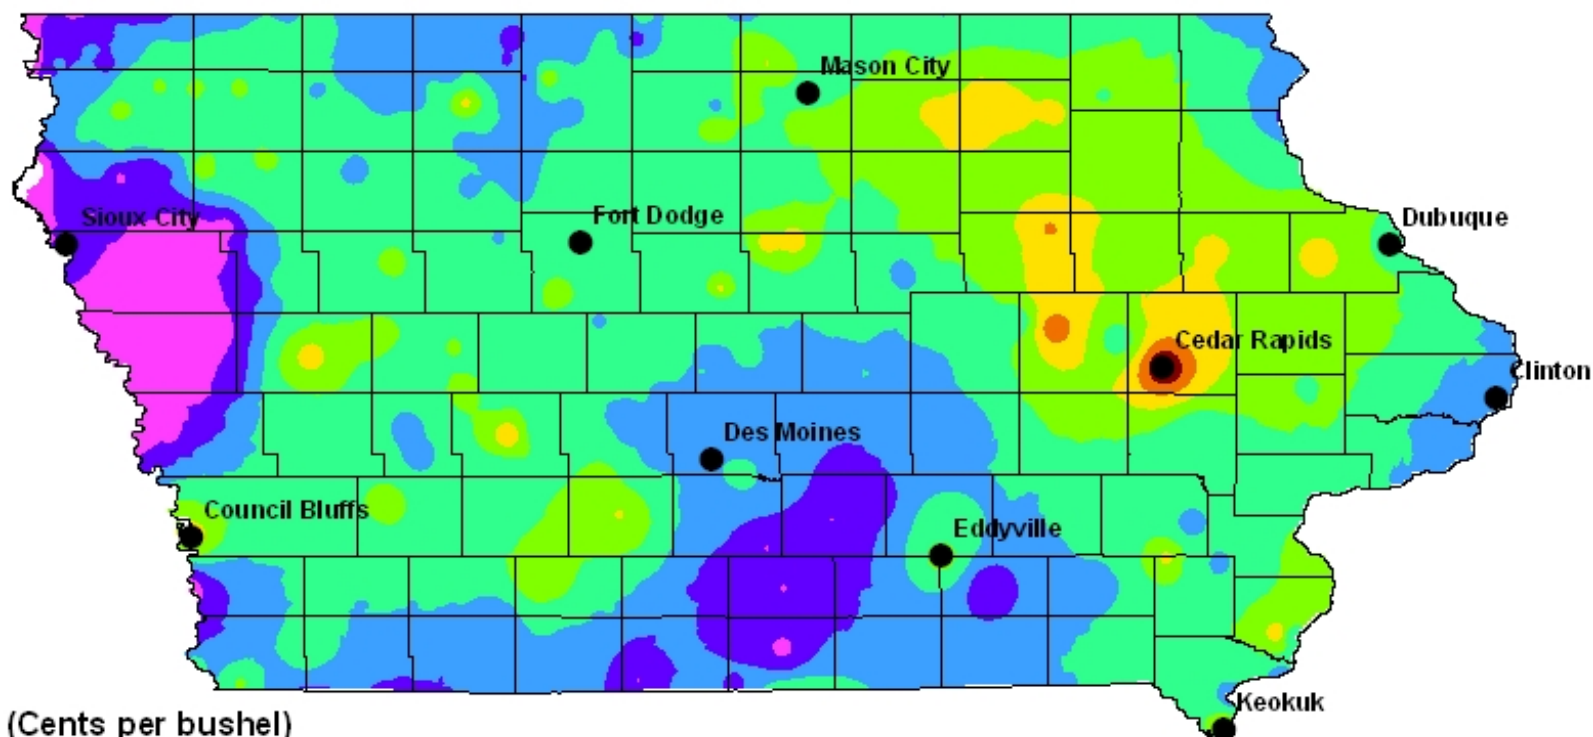 Mason City
Sioux City
Fort Dodge
Dubuque
Cedar Rapids
Clinton
Des Moines
Council Bluffs
Eddyville
Keokuk
(Cents per bushel)